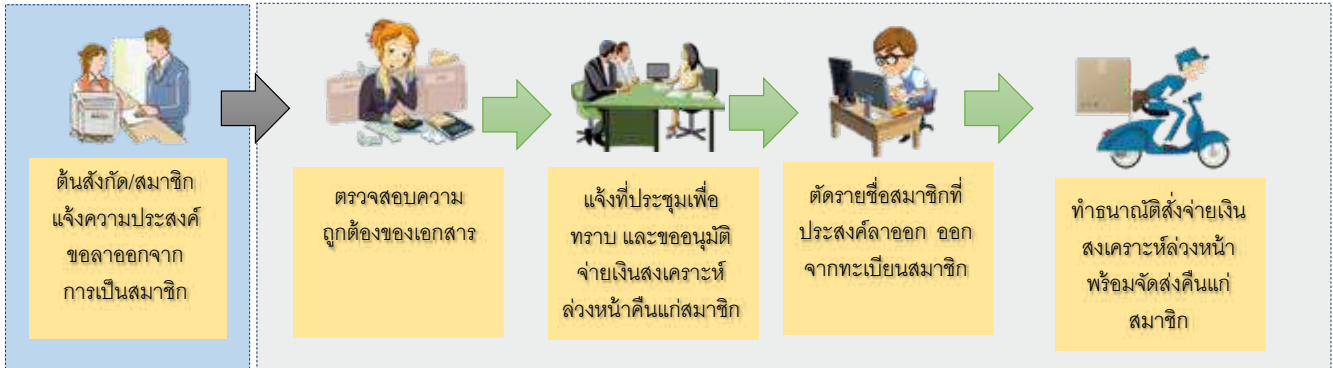 ต้นสังกัด/สมาชิก
แจ้งความประสงค์
ขอลาออกจาก
การเป็นสมาชิก
ตรวจสอบความ
ถูกต้องของเอกสาร
แจ้งที่ประชุมเพื่อ
ทราบ และขออนุมัติ
จ่ายเงินสงเคราะห์
ล่วงหน้าคืนแก่สมาชิก
ตัดรายชื่อสมาชิกที่
ประสงค์ลาออก ออก
จากทะเบียนสมาชิก
ทำธนาณัติสั่งจ่ายเงิน
สงเคราะห์ล่วงหน้า
พร้อมจัดส่งคืนแก่
สมาชิก